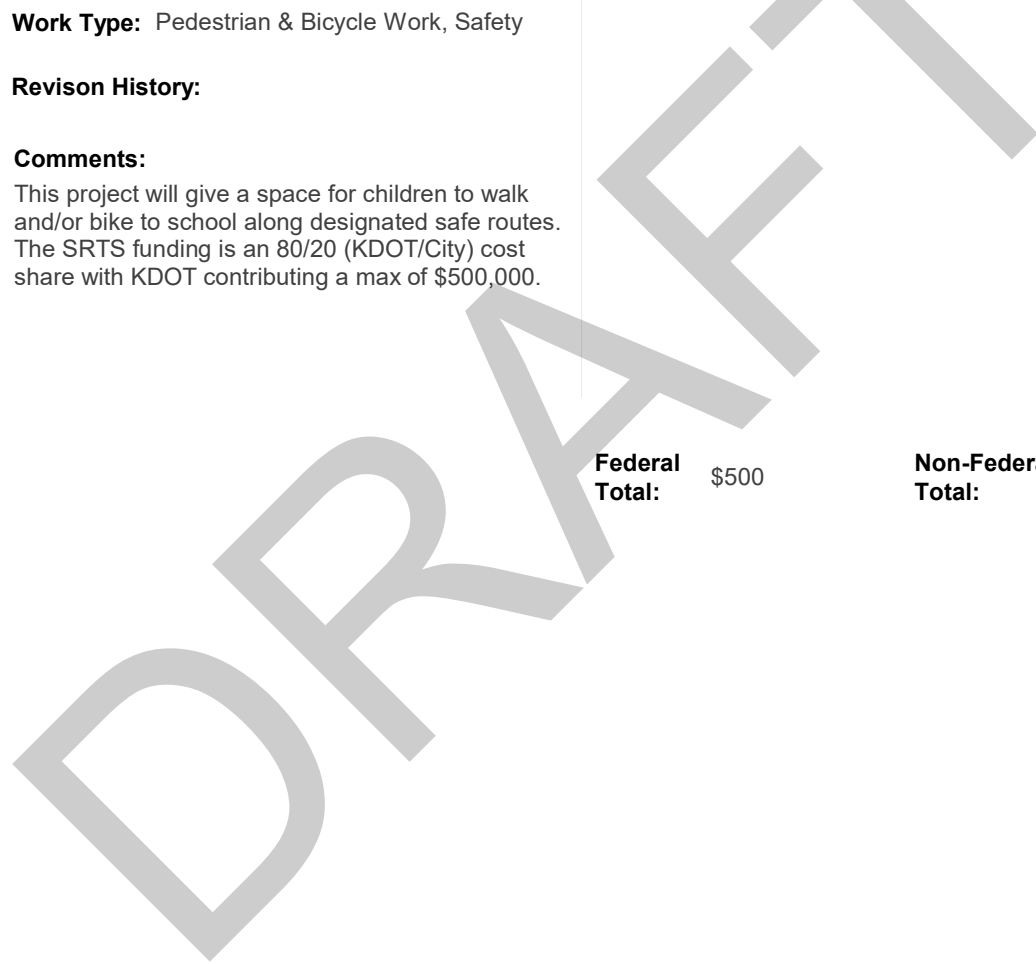 Work Type: Pedestrian & Bicycle Work, Safety
Revison History:
Comments:
This project will give a space for children to walk
and/or bike to school along designated safe routes.
The SRTS funding is an 80/20 (KDOT/City) cost
share with KDOT contributing a max of $500,000.
Federal
Total:
$500
Non-Federa
Total:
DRAFT